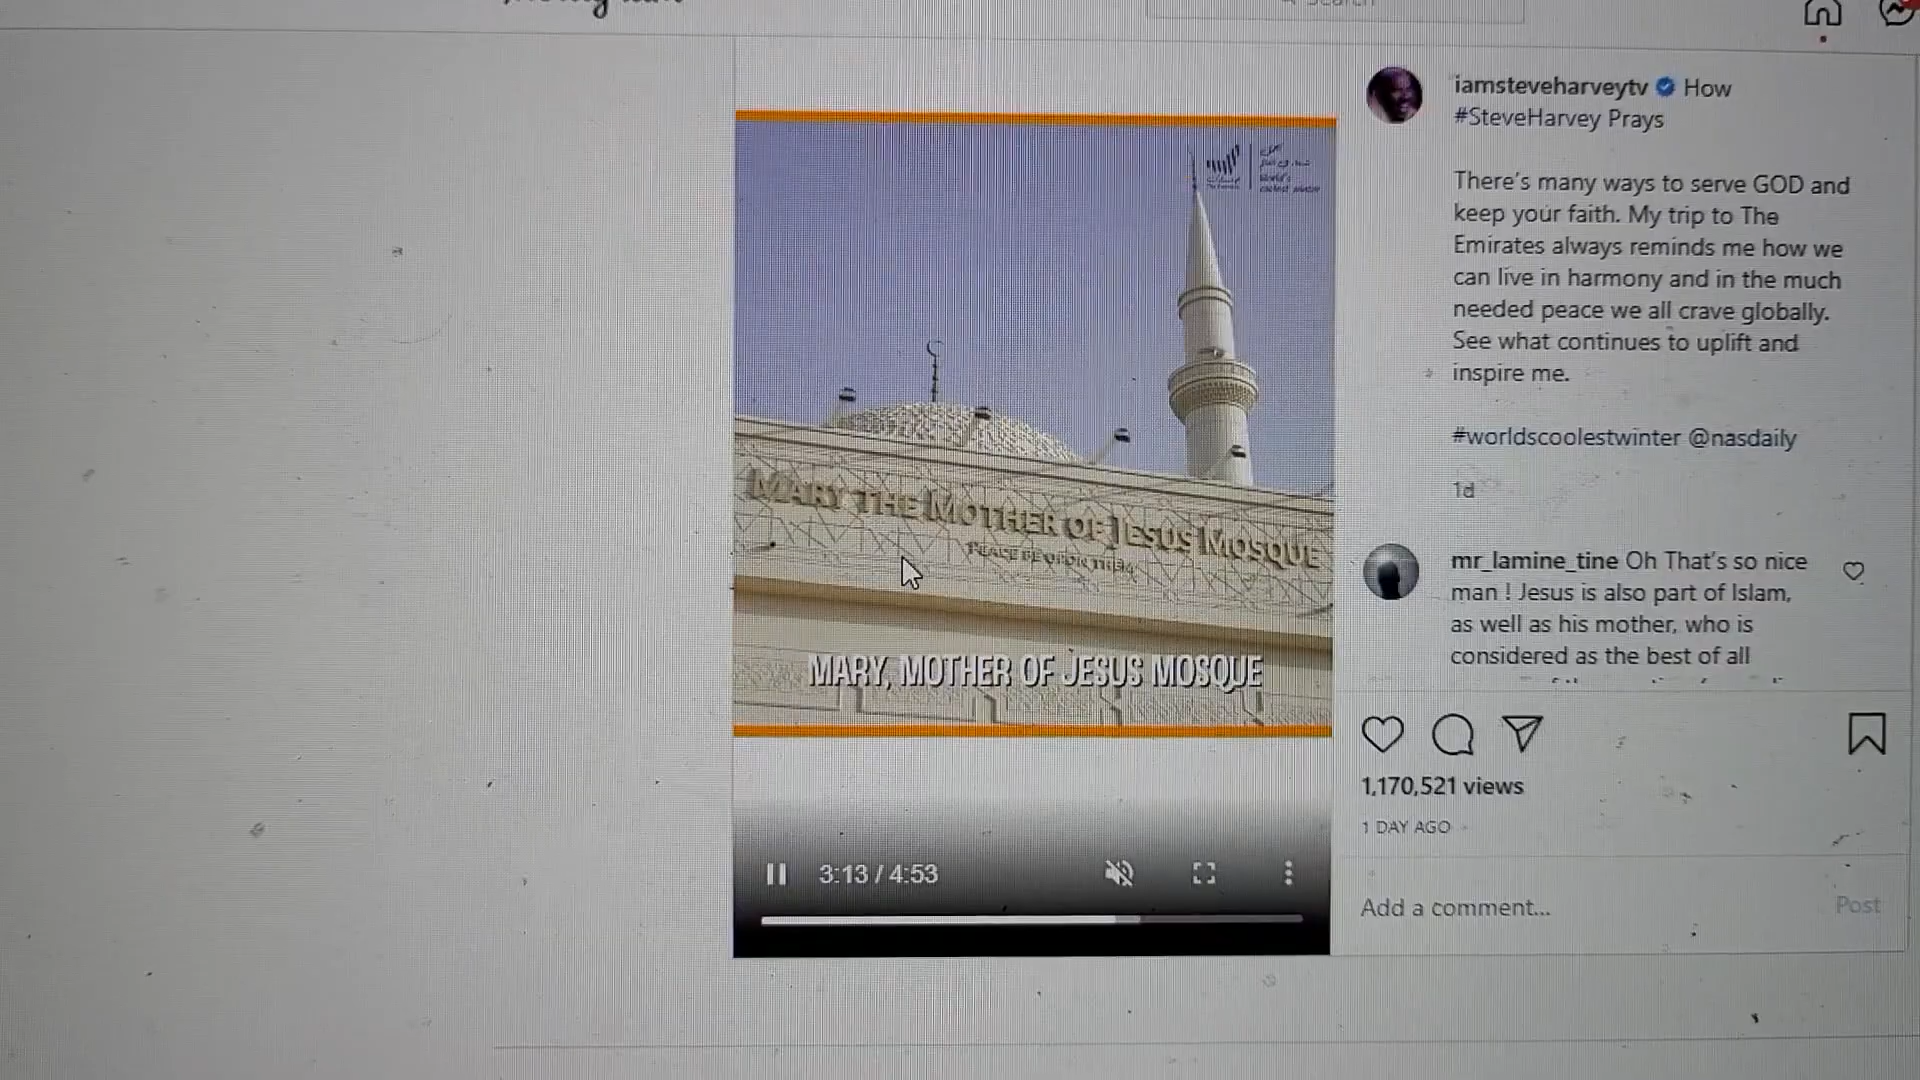 iamsteveharveytv How
#SteveHarvey Prays
There's many ways to serve GOD and
keep your faith. My trip to The
Emirates always reminds me how we
can live in harmony and in the much
needed peace we all crave globally.
See what continues to uplift and
inspire me.
#worldscoolestwinter @nasdaily
1d
MARY THE MOTHER OF JESUS MOSQUE
PEACE BE UPON THEM
MARY, MOTHER OF JESUS MOSQUE
mr_lamine_tine Oh That's so nice
man ! Jesus is also part of Islam,
as well as his mother, who is
considered as the best of all
1,170,521 views
1 DAY AGO
3:13 / 4:53
Add a comment...
Post